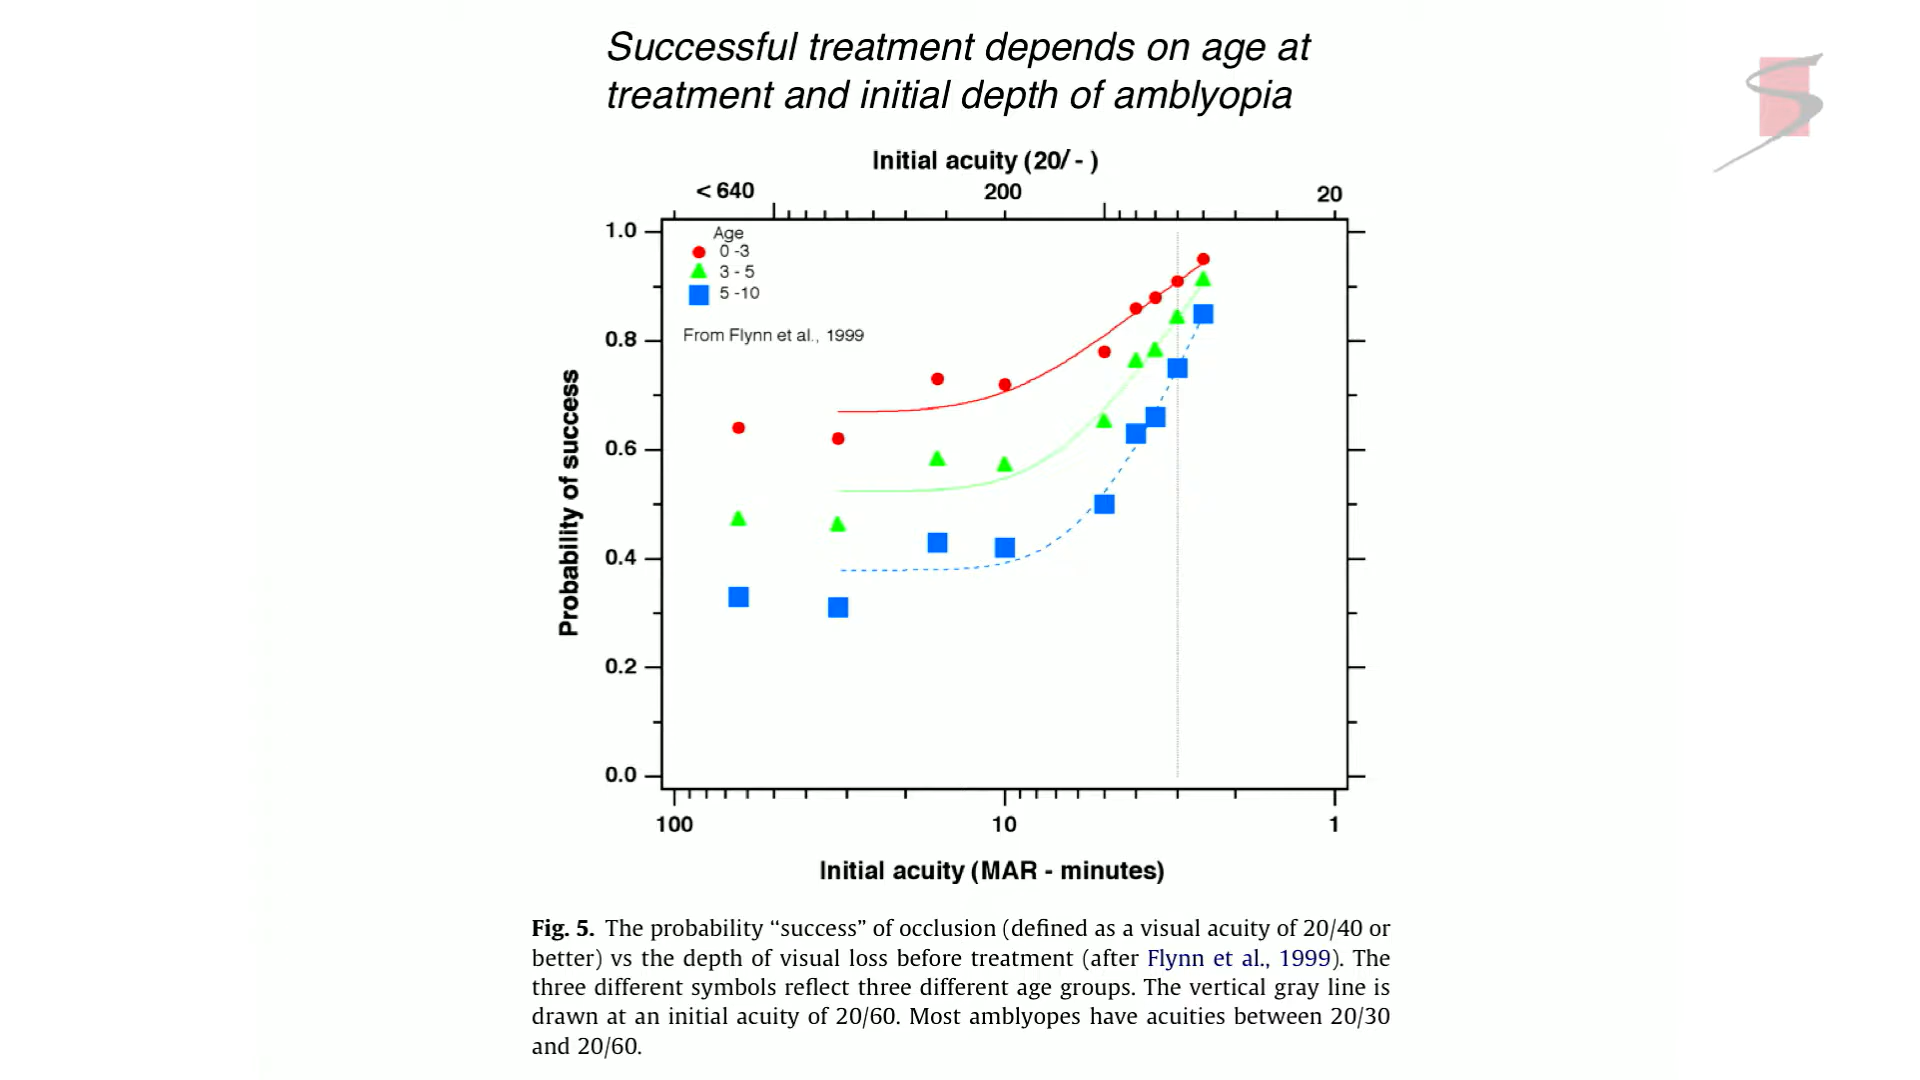 Successful treatment depends on age at
treatment and initial depth of amblyopia
Initial acuity (20/ - )
< 640 200 20
1.0
Age
0 -3
3 - 5
5 -10
From Flynn et al., 1999
0.8
0.6
0.4
0.2
0.0
Probability of success
100 10 1
Initial acuity (MAR - minutes)
Fig. 5. The probability “success” of occlusion (defined as a visual acuity of 20/40 or
better) vs the depth of visual loss before treatment (after Flynn et al., 1999). The
three different symbols reflect three different age groups. The vertical gray line is
drawn at an initial acuity of 20/60. Most amblyopes have acuities between 20/30
and 20/60.